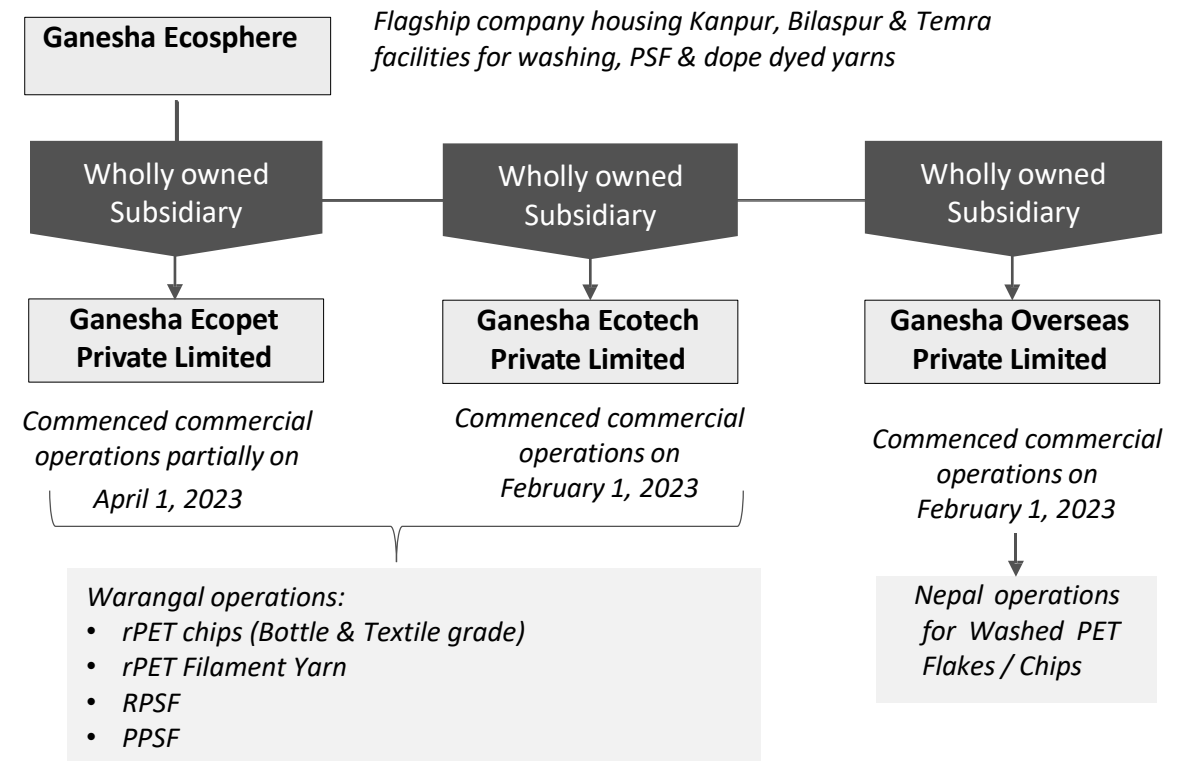 Ganesha Ecosphere
Flagship company housing Kanpur, Bilaspur & Temra
facilities for washing, PSF & dope dyed yarns
Wholly owned
Subsidiary
Wholly owned
Subsidiary
Wholly owned
Subsidiary
Ganesha Ecopet
Private Limited
Ganesha Ecotech
Private Limited
Ganesha Overseas
Private Limited
Commenced commercial
operations partially on
April 1, 2023
Commenced commercial
operations on
February 1, 2023
Commenced commercial
operations on
February 1, 2023
Warangal operations:
• rPET chips (Bottle & Textile grade)
• rPET Filament Yarn
• RPSF
• PPSF
Nepal operations
for Washed PET
Flakes / Chips